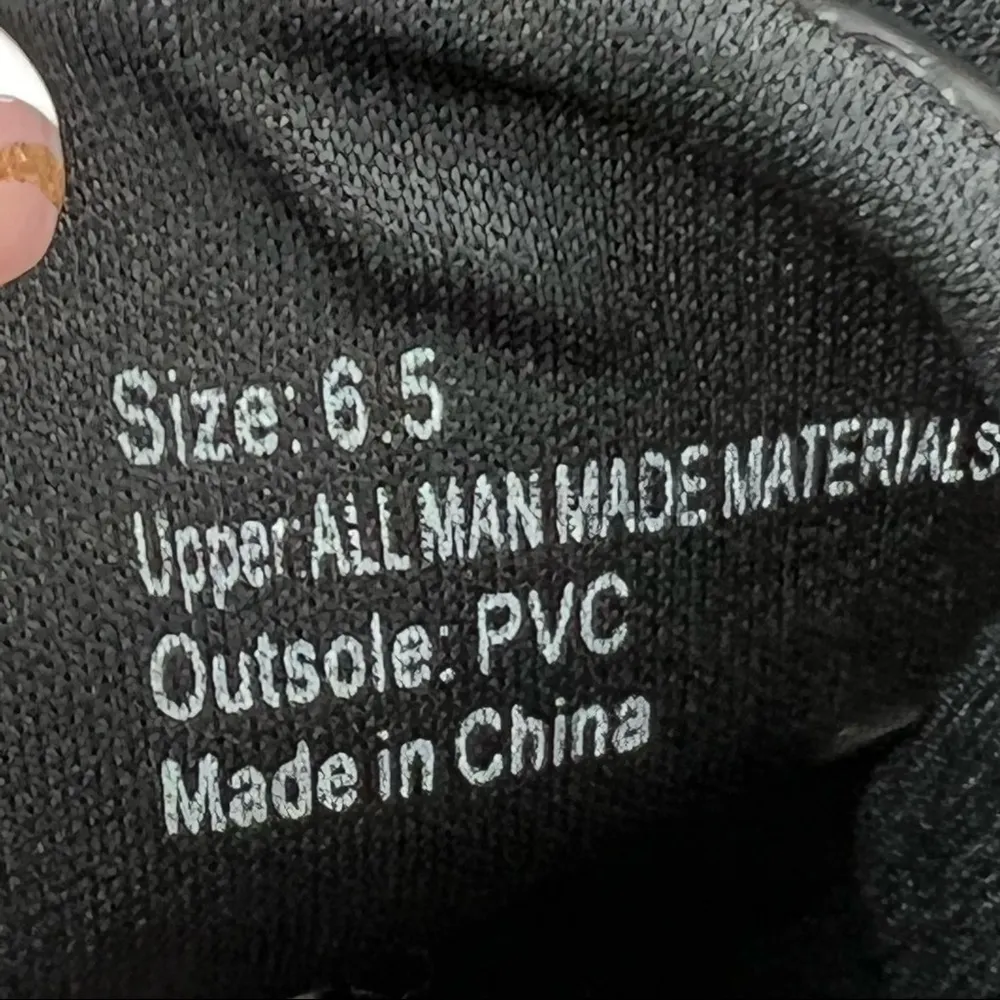 Size: 6.5
Upper:ALL MAN MADE MATERIALS
Outsole: PVC
Made in China